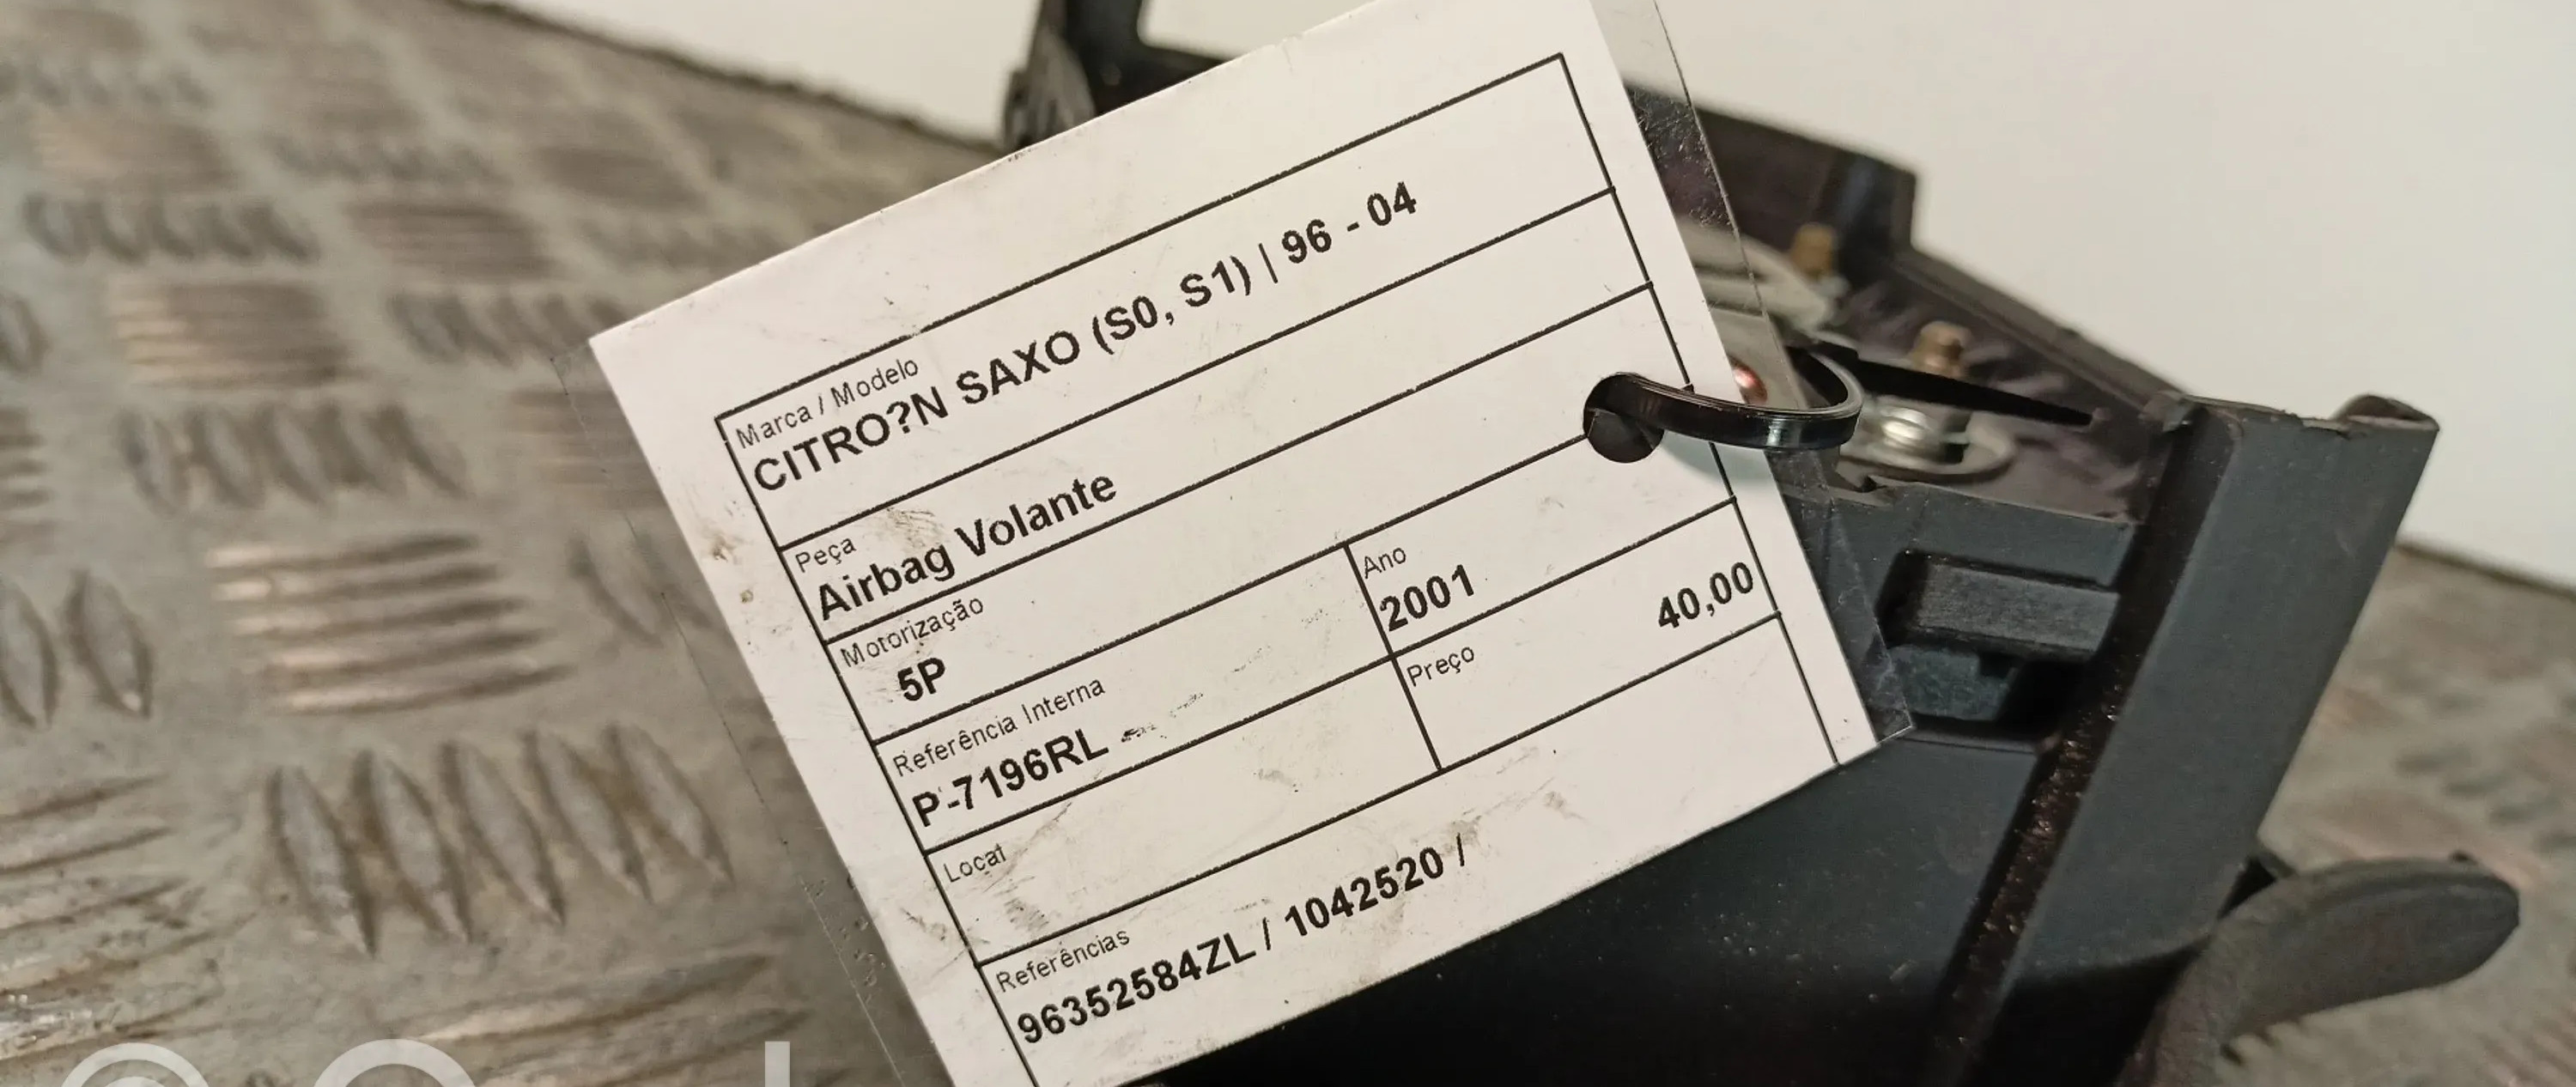 Marca / Modelo
CITRO?N SAXO (S0, S1) | 96 - 04
Peça
Airbag Volante
Motorização
5P
Ano
2001
Referência Interna
P-7196RL
Preço
40,00
Local
Referências
96352584ZL / 1042520 /